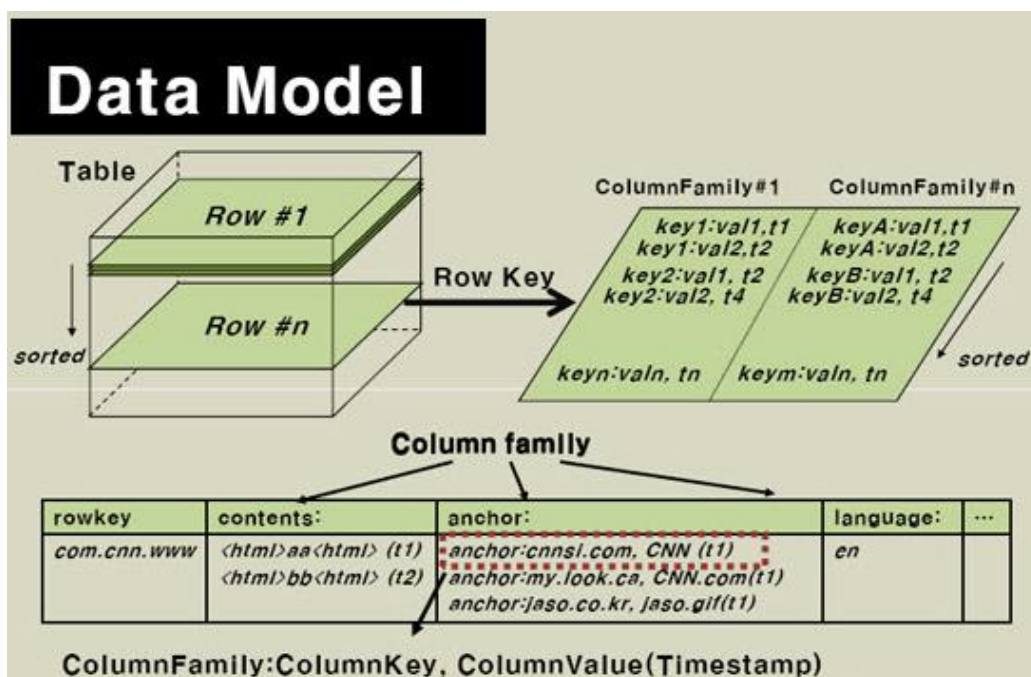 Data Model
Table
Row #1
Row #n
sorted
Row Key
ColumnFamily#1 ColumnFamily#n
key1:val1,t1 keyA:val1,t1
key1:val2,t2 keyA:val2,t2
key2:val1, t2 keyB:val1, t2
key2:val2, t4 keyB:val2, t4
keyn:valn, tn keym:valn, tn
sorted
Column family
rowkey contents: anchor: language: ...
com.cnn.www <html>aa<html> (t1) anchor:cnnsi.com, CNN (t1) en
<html>bb<html> (t2) anchor:my.look.ca, CNN.com(t1)
anchor:jaso.co.kr, jaso.gif(t1)
ColumnFamily:ColumnKey, ColumnValue(Timestamp)